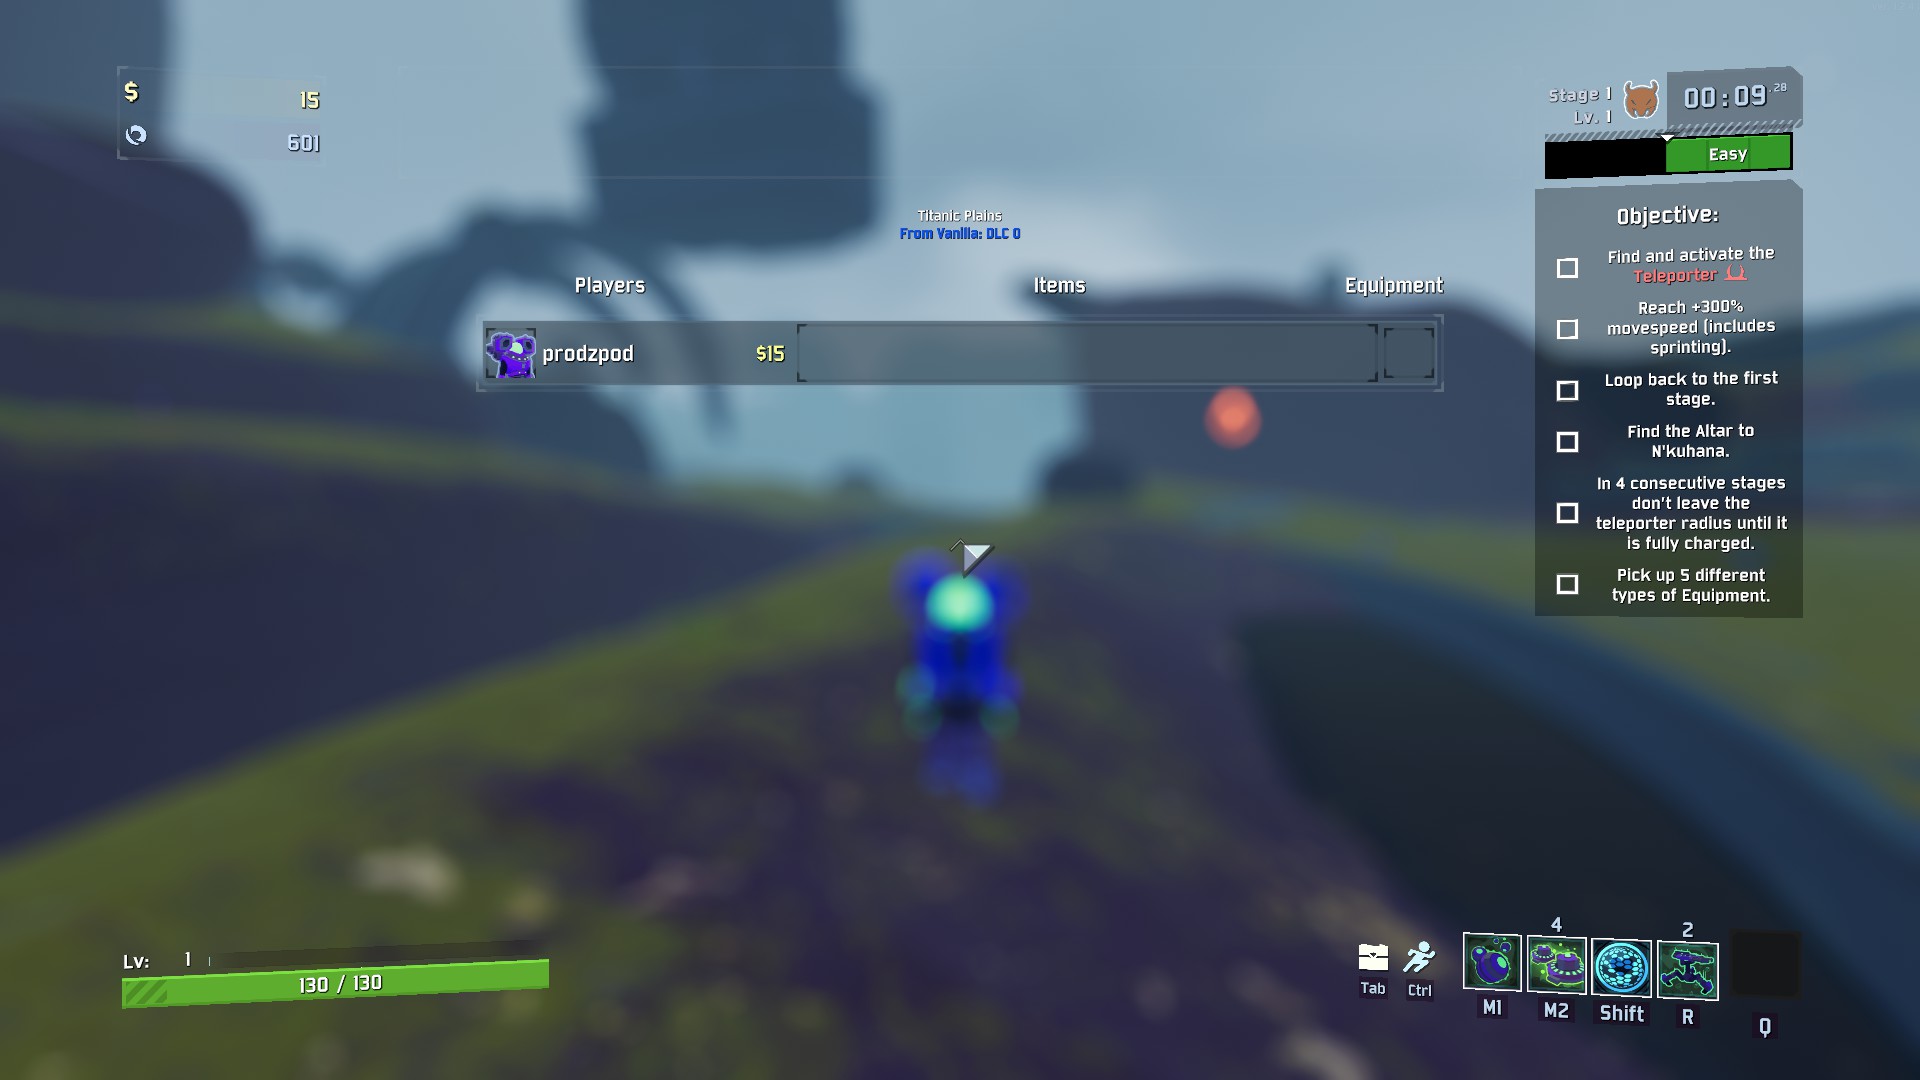 $ 15
601
Stage 1
Lv. 1
00:09.28
Easy
Titanic Plains
From Vanilla: DLC 0
Players Items Equipment
prodzpod $15
Objective:
Find and activate the
Teleporter
Reach +300%
movespeed (includes
sprinting).
Loop back to the first
stage.
Find the Altar to
N'kuhana.
In 4 consecutive stages
don't leave the
teleporter radius until it
is fully charged.
Pick up 5 different
types of Equipment.
Lv: 1
130 / 130
4 2
Tab Ctrl M1 M2 Shift R Q